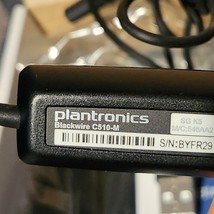 plantronics
Blackwire C510-M
S/N:BYFR29